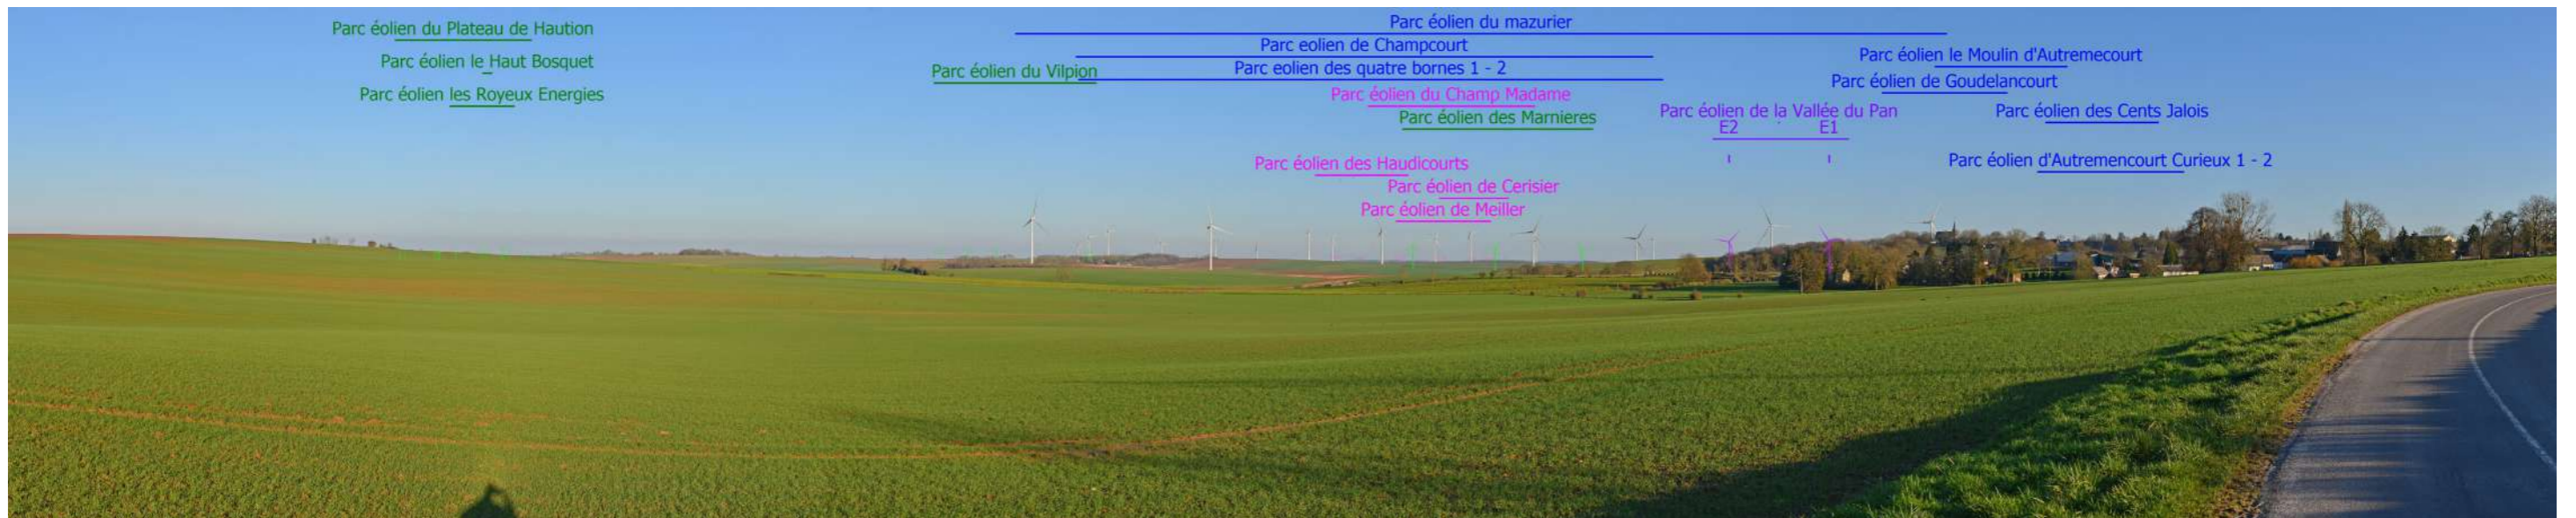 Parc éolien du Plateau de Haution
Parc éolien le Haut Bosquet
Parc éolien les Royeux Energies
Parc éolien du Vilpion
Parc éolien du mazurier
Parc eolien de Champcourt
Parc eolien des quatre bornes 1 - 2
Parc éolien du Champ Madame
Parc éolien des Marnieres
Parc éolien des Haudicourts
Parc éolien de Cerisier
Parc éolien de Meiller
Parc éolien de la Vallée du Pan
E2 E1
Parc éolien le Moulin d'Autremecourt
Parc éolien de Goudelancourt
Parc éolien des Cents Jalois
Parc éolien d'Autremencourt Curieux 1 - 2